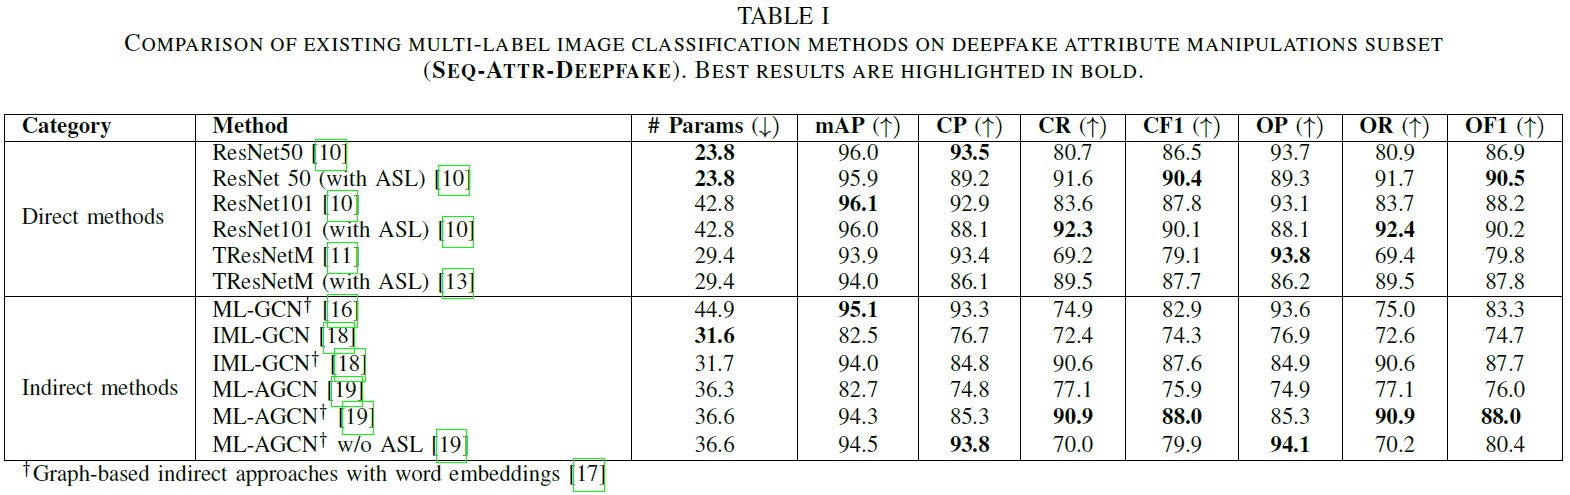 TABLE I
COMPARISON OF EXISTING MULTI-LABEL IMAGE CLASSIFICATION METHODS ON DEEPFAKE ATTRIBUTE MANIPULATIONS SUBSET
(SEQ-ATTR-DEEPFAKE). BEST RESULTS ARE HIGHLIGHTED IN BOLD.
Category Method # Params (↓) mAP (↑) CP (↑) CR (↑) CF1 (↑) OP (↑) OR (↑) OF1 (↑)
ResNet50 [10] 23.8 96.0 93.5 80.7 86.5 93.7 80.9 86.9
ResNet 50 (with ASL) [10] 23.8 95.9 89.2 91.6 90.4 89.3 91.7 90.5
ResNet101 [10] 42.8 96.1 92.9 83.6 87.8 93.1 83.7 88.2
Direct methods
ResNet101 (with ASL) [10] 42.8 96.0 88.1 92.3 90.1 88.1 92.4 90.2
TResNetM [11] 29.4 93.9 93.4 69.2 79.1 93.8 69.4 79.8
TResNetM (with ASL) [13] 29.4 94.0 86.1 89.5 87.7 86.2 89.5 87.8
ML-GCN† [16] 44.9 95.1 93.3 74.9 82.9 93.6 75.0 83.3
IML-GCN [18] 31.6 82.5 76.7 72.4 74.3 76.9 72.6 74.7
IML-GCN† [18] 31.7 94.0 84.8 90.6 87.6 84.9 90.6 87.7
Indirect methods ML-AGCN [19] 36.3 82.7 74.8 77.1 75.9 74.9 77.1 76.0
ML-AGCN† [19] 36.6 94.3 85.3 90.9 88.0 85.3 90.9 88.0
ML-AGCN† w/o ASL [19] 36.6 94.5 93.8 70.0 79.9 94.1 70.2 80.4
†Graph-based indirect approaches with word embeddings [17]